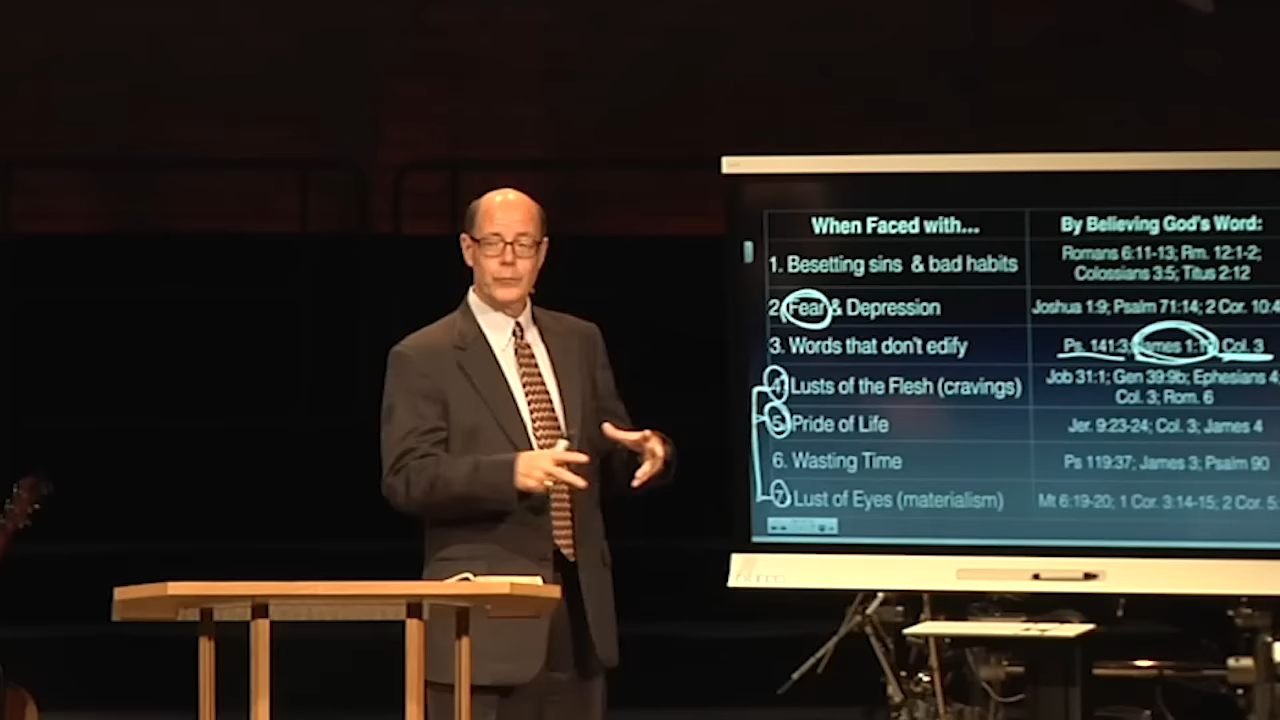 When Faced with...
By Believing God's Word:
1. Besetting sins & bad habits
Romans 6:11-13; Rm. 12:1-2;
Colossians 3:5; Titus 2:12
2. Fear & Depression
Joshua 1:9; Psalm 71:14; 2 Cor. 10:4
3. Words that don't edify
Ps. 141:3; James Col. 3
4. Lusts of the Flesh (cravings)
Job 31:1; Gen 39:9b; Ephesians 4;
Col. 3; Rom. 6
5. Pride of Life
Jer. 9:23-24; Col. 3; James 4
6. Wasting Time
Ps 119:37; James 3; Psalm 90
7. Lust of Eyes (materialism)
Mt 6:19-20; 1 Cor. 3:14-15; 2 Cor.